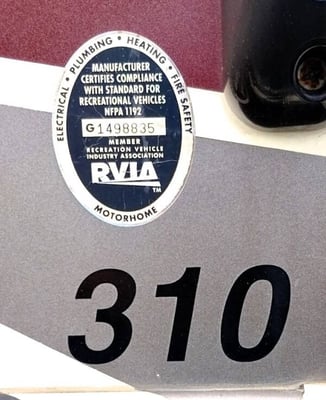 ELECTRICAL • PLUMBING • HEATING • FIRE SAFETY
MANUFACTURER
CERTIFIES COMPLIANCE
WITH STANDARD FOR
RECREATIONAL VEHICLES
NFPA 1192
G 1498835
MEMBER
RECREATION VEHICLE
INDUSTRY ASSOCIATION
RVIA
TM
MOTORHOME
310